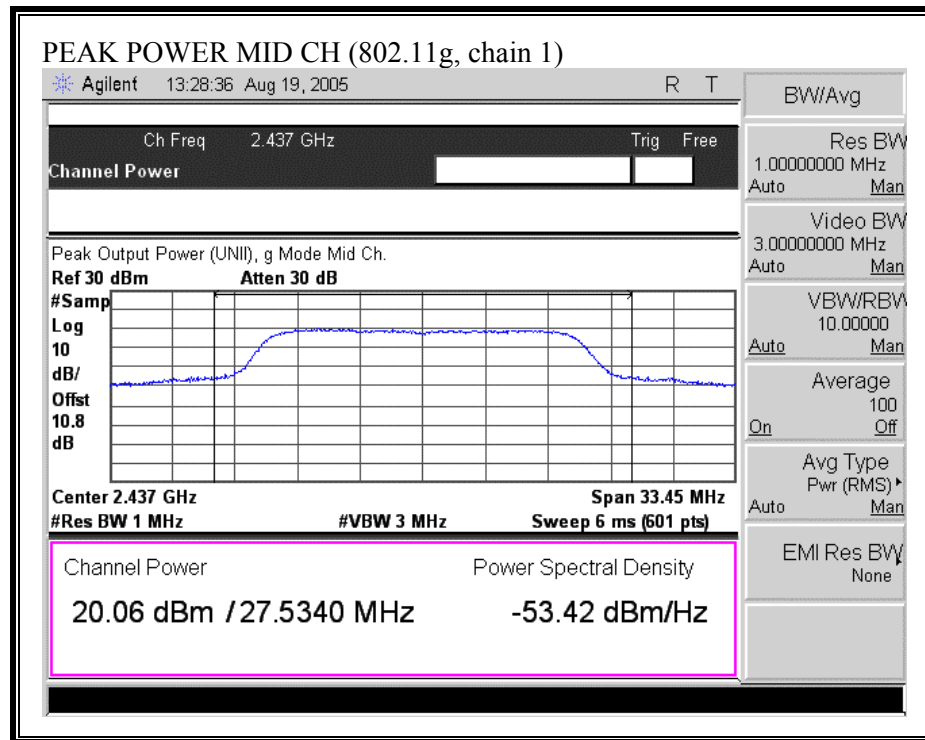 PEAK POWER MID CH (802.11g, chain 1)
Agilent 13:28:36 Aug 19, 2005 R T
Ch Freq 2.437 GHz Trig Free
Channel Power
Peak Output Power (UNII), g Mode Mid Ch.
Ref 30 dBm Atten 30 dB
#Samp
Log
10
dB/
Offst
10.8
dB
Center 2.437 GHz Span 33.45 MHz
#Res BW 1 MHz #VBW 3 MHz Sweep 6 ms (601 pts)
Channel Power Power Spectral Density
20.06 dBm / 27.5340 MHz -53.42 dBm/Hz
BW/Avg
Res BW
1.00000000 MHz
Auto Man
Video BW
3.00000000 MHz
Auto Man
VBW/RBW
10.00000
Auto Man
Average
100
On Off
Avg Type
Pwr (RMS)
Auto Man
EMI Res BW
None